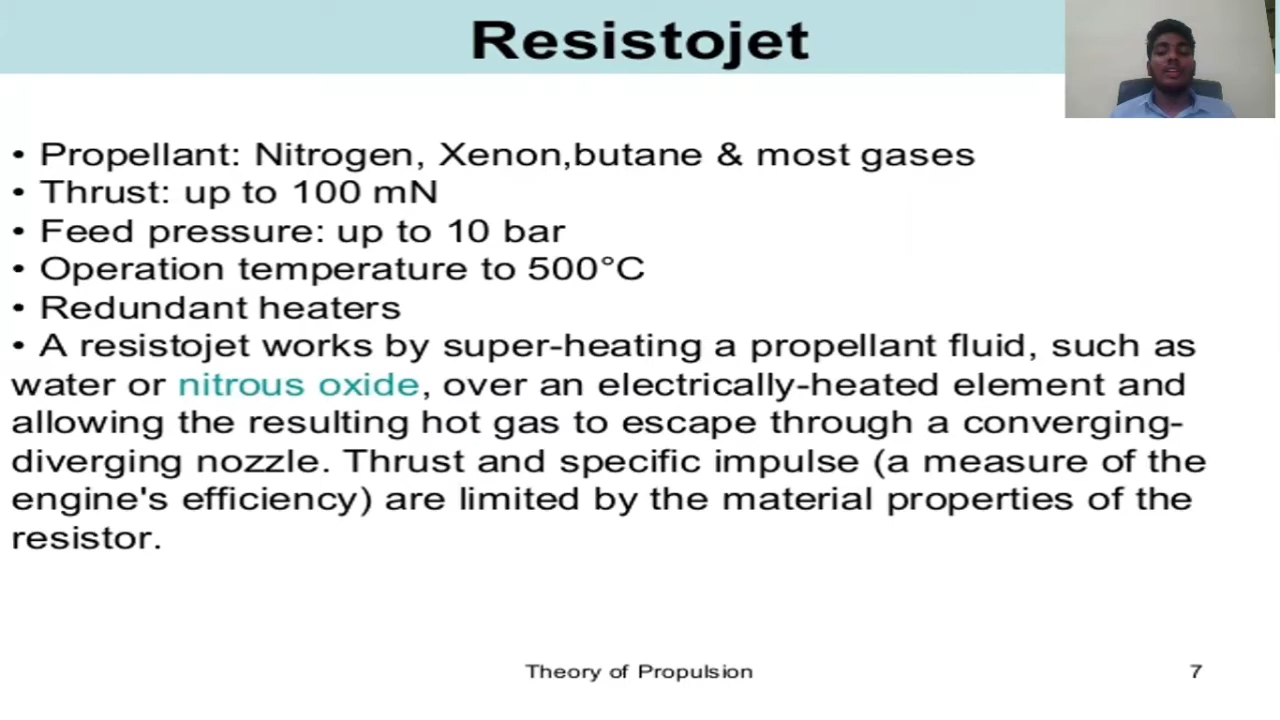 Resistojet
• Propellant: Nitrogen, Xenon,butane & most gases
• Thrust: up to 100 mN
• Feed pressure: up to 10 bar
• Operation temperature to 500°C
• Redundant heaters
• A resistojet works by super-heating a propellant fluid, such as
water or nitrous oxide, over an electrically-heated element and
allowing the resulting hot gas to escape through a converging-
diverging nozzle. Thrust and specific impulse (a measure of the
engine's efficiency) are limited by the material properties of the
resistor.
Theory of Propulsion
7